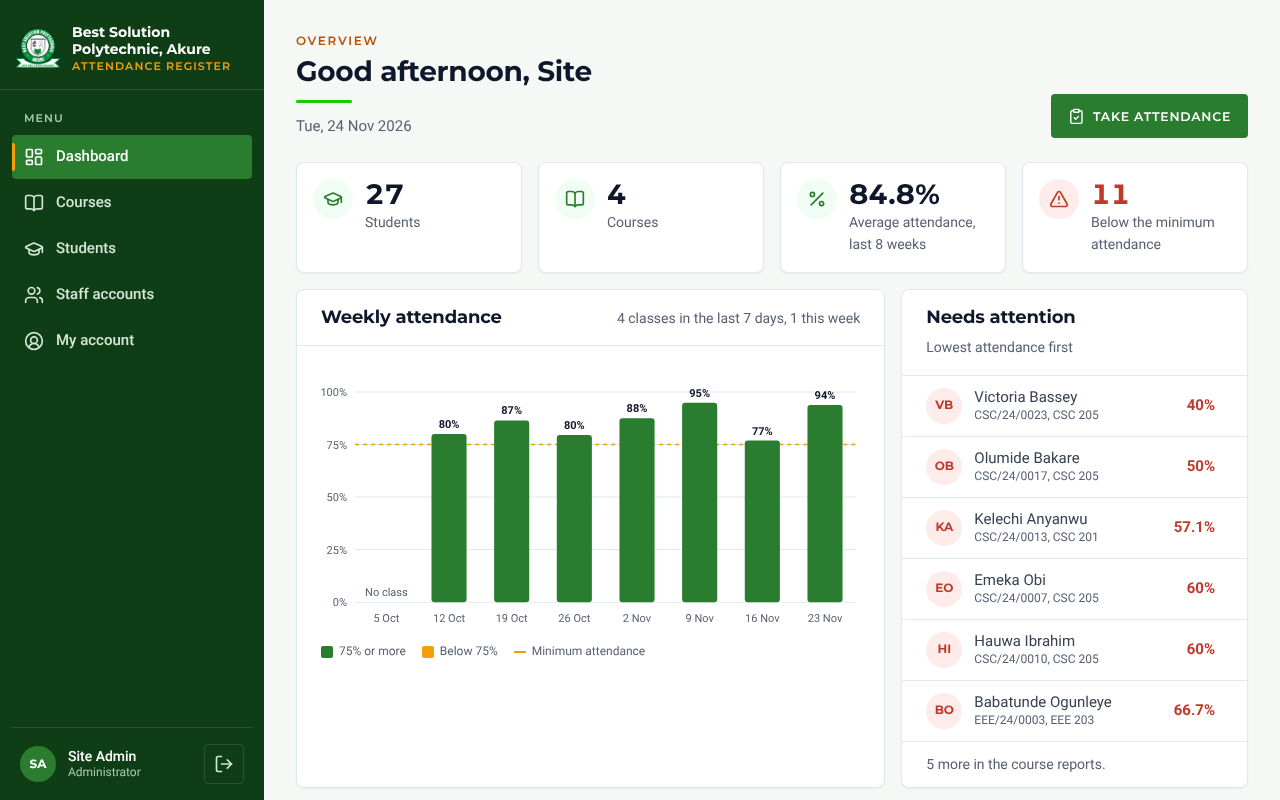 Best Solution
Polytechnic, Akure
ATTENDANCE REGISTER
MENU
Dashboard
Courses
Students
Staff accounts
My account
SA
Site Admin
Administrator
OVERVIEW
Good afternoon, Site
Tue, 24 Nov 2026
TAKE ATTENDANCE
27
Students
4
Courses
84.8%
Average attendance,
last 8 weeks
11
Below the minimum
attendance
Weekly attendance
4 classes in the last 7 days, 1 this week
100%
75%
50%
25%
0%
No class
80%
87%
80%
88%
95%
77%
94%
5 Oct
12 Oct
19 Oct
26 Oct
2 Nov
9 Nov
16 Nov
23 Nov
75% or more
Below 75%
Minimum attendance
Needs attention
Lowest attendance first
VB
Victoria Bassey
CSC/24/0023, CSC 205
40%
OB
Olumide Bakare
CSC/24/0017, CSC 205
50%
KA
Kelechi Anyanwu
CSC/24/0013, CSC 201
57.1%
EO
Emeka Obi
CSC/24/0007, CSC 205
60%
HI
Hauwa Ibrahim
CSC/24/0010, CSC 205
60%
BO
Babatunde Ogunleye
EEE/24/0003, EEE 203
66.7%
5 more in the course reports.